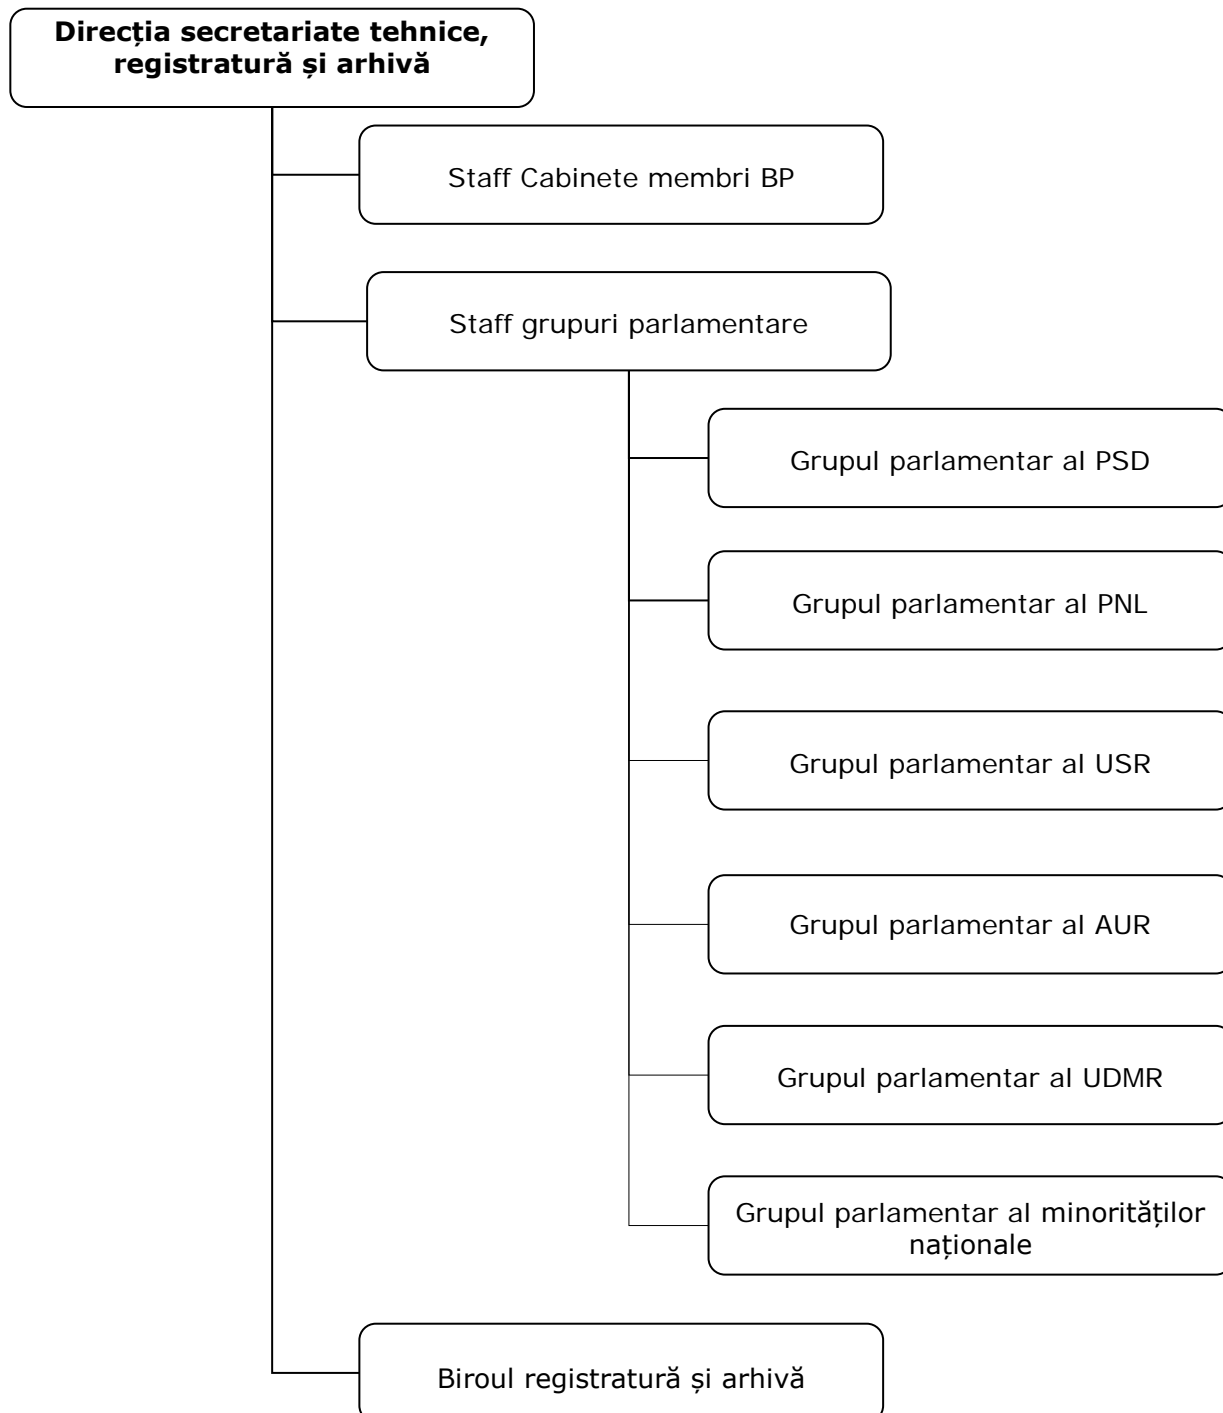 Direcția secretariate tehnice,
registratură și arhivă
Staff Cabinete membri BP
Staff grupuri parlamentare
Grupul parlamentar al PSD
Grupul parlamentar al PNL
Grupul parlamentar al USR
Grupul parlamentar al AUR
Grupul parlamentar al UDMR
Grupul parlamentar al minorităților
naționale
Biroul registratură și arhivă